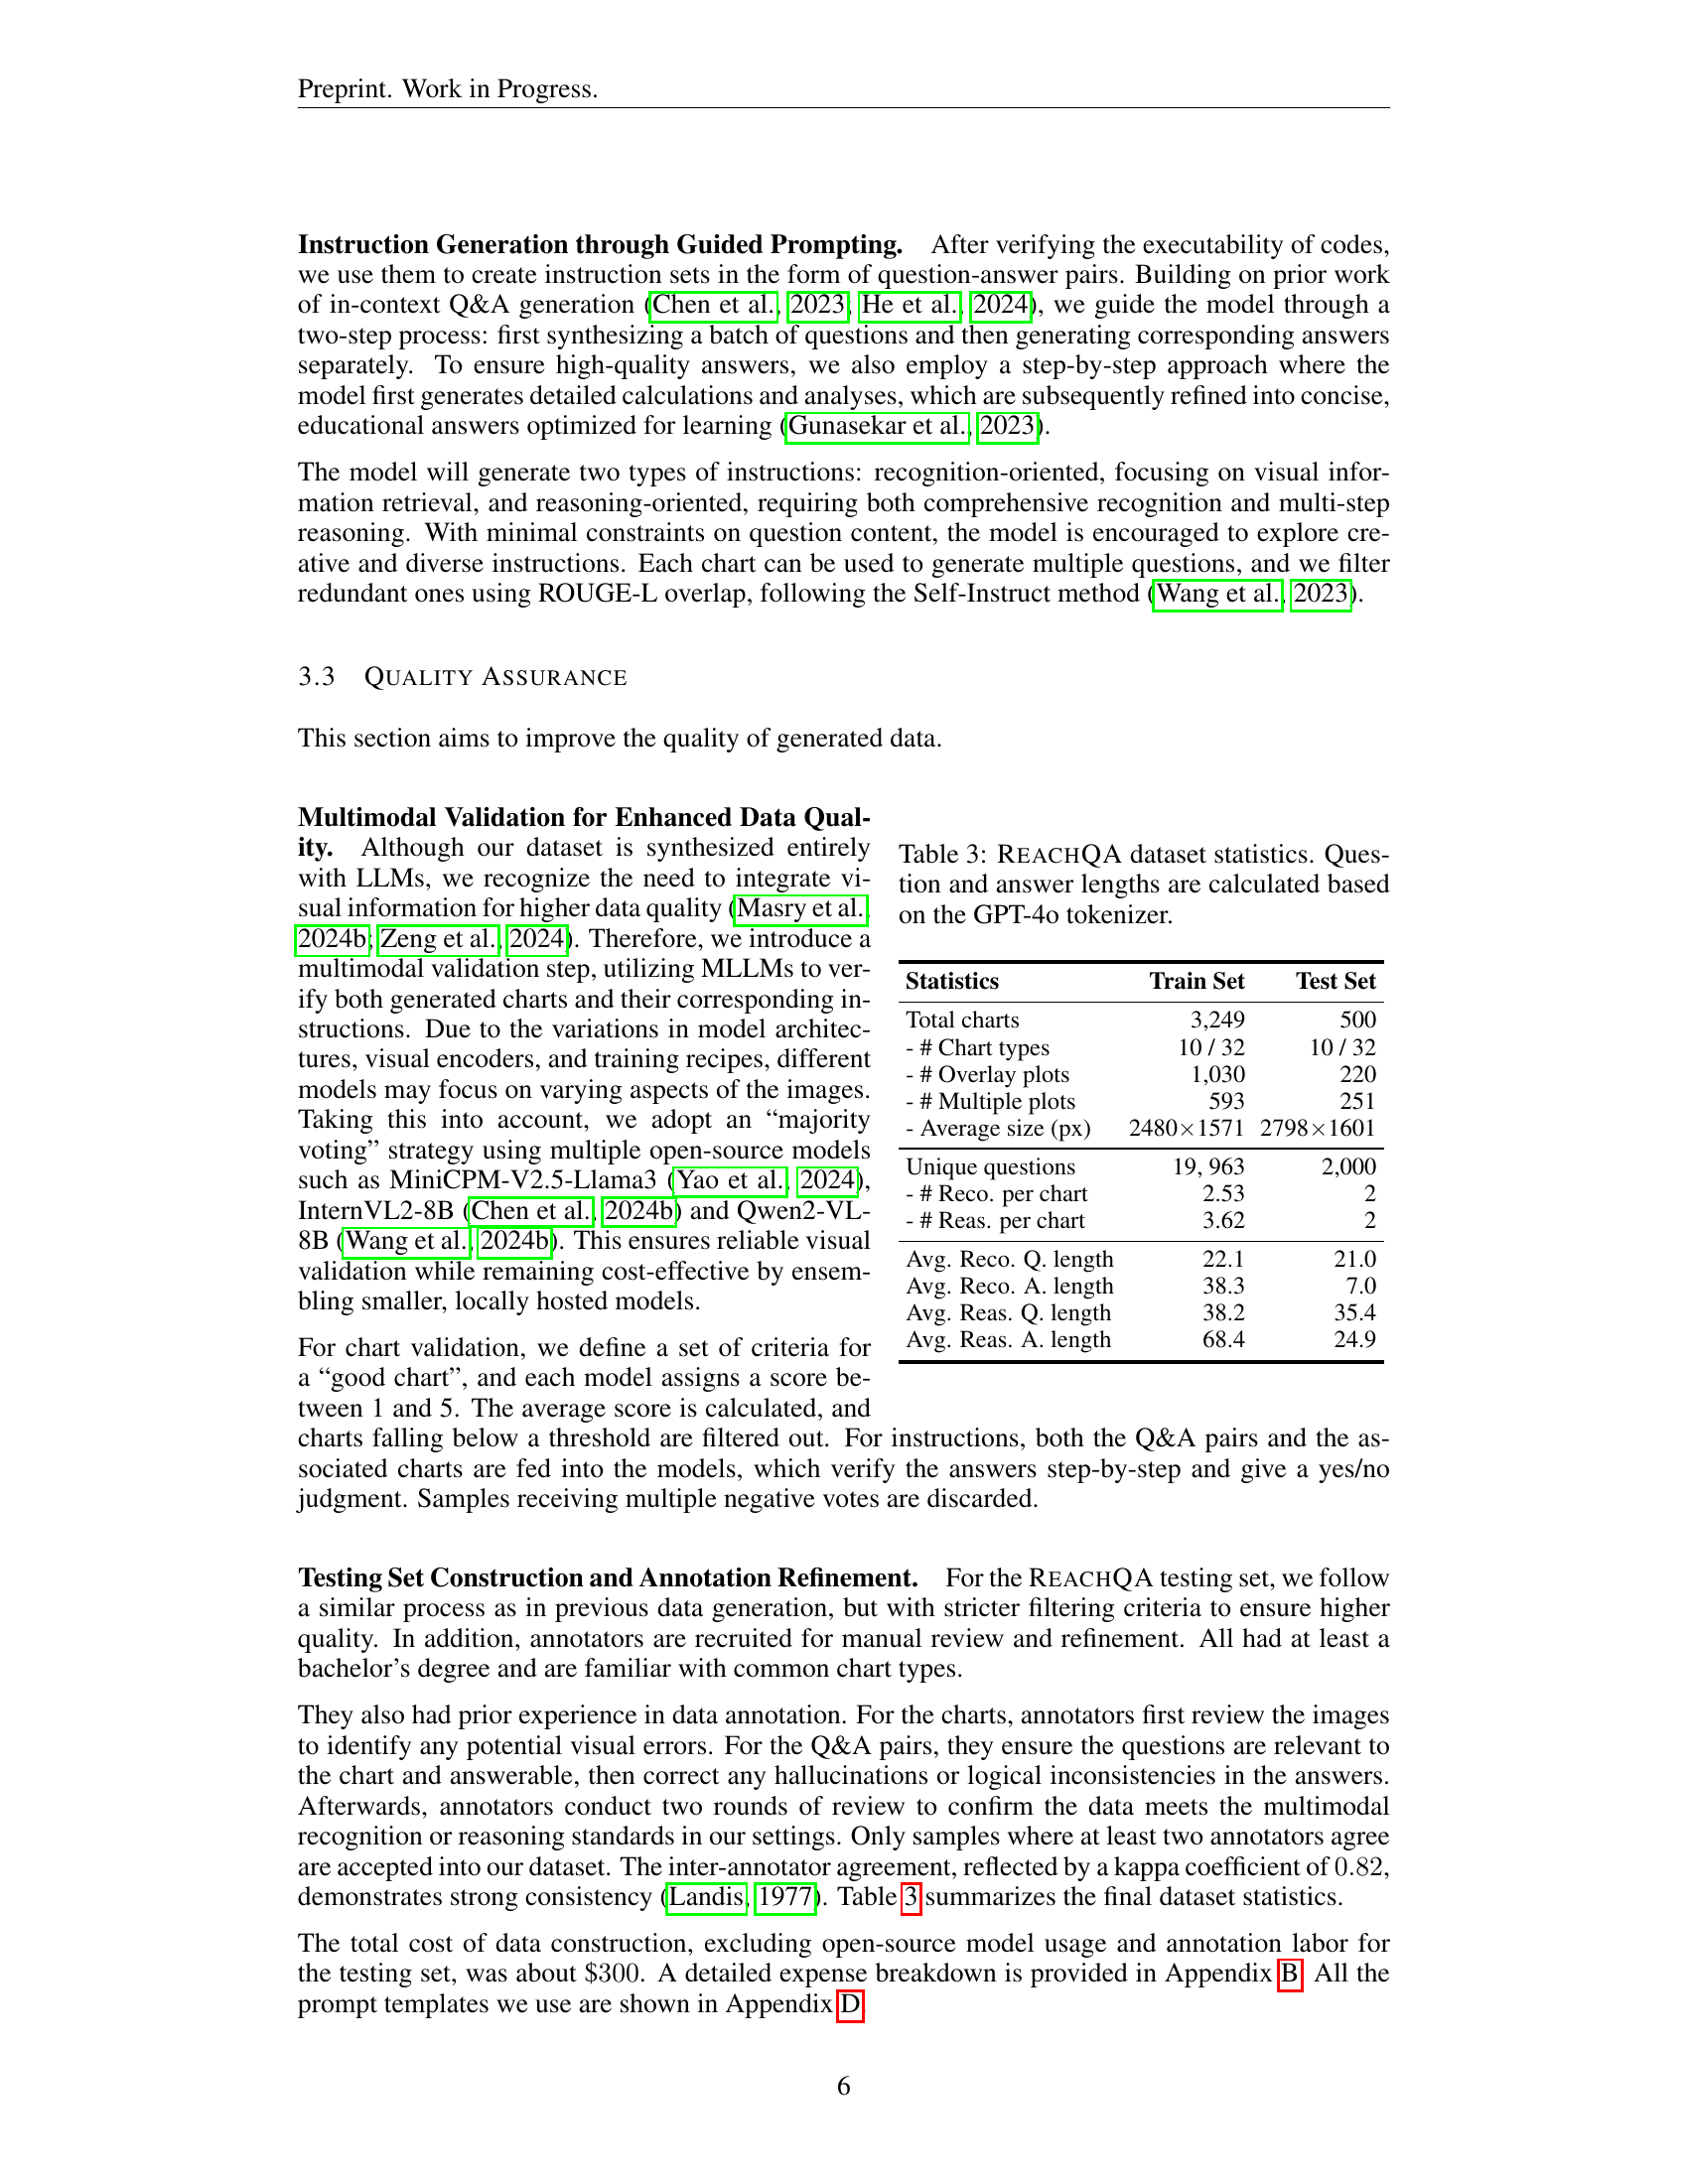 Preprint. Work in Progress.
Instruction Generation through Guided Prompting. After verifying the executability of codes,
we use them to create instruction sets in the form of question-answer pairs. Building on prior work
of in-context Q&A generation (Chen et al., 2023; He et al., 2024), we guide the model through a
two-step process: first synthesizing a batch of questions and then generating corresponding answers
separately. To ensure high-quality answers, we also employ a step-by-step approach where the
model first generates detailed calculations and analyses, which are subsequently refined into concise,
educational answers optimized for learning (Gunasekar et al., 2023).
The model will generate two types of instructions: recognition-oriented, focusing on visual infor-
mation retrieval, and reasoning-oriented, requiring both comprehensive recognition and multi-step
reasoning. With minimal constraints on question content, the model is encouraged to explore cre-
ative and diverse instructions. Each chart can be used to generate multiple questions, and we filter
redundant ones using ROUGE-L overlap, following the Self-Instruct method (Wang et al., 2023).
3.3 QUALITY ASSURANCE
This section aims to improve the quality of generated data.
Multimodal Validation for Enhanced Data Qual-
ity. Although our dataset is synthesized entirely
with LLMs, we recognize the need to integrate vi-
sual information for higher data quality (Masry et al.,
2024b; Zeng et al., 2024). Therefore, we introduce a
multimodal validation step, utilizing MLLMs to ver-
ify both generated charts and their corresponding in-
structions. Due to the variations in model architec-
tures, visual encoders, and training recipes, different
models may focus on varying aspects of the images.
Taking this into account, we adopt an “majority
voting” strategy using multiple open-source models
such as MiniCPM-V2.5-Llama3 (Yao et al., 2024),
InternVL2-8B (Chen et al., 2024b) and Qwen2-VL-
8B (Wang et al., 2024b). This ensures reliable visual
validation while remaining cost-effective by ensem-
bling smaller, locally hosted models.
For chart validation, we define a set of criteria for
a “good chart”, and each model assigns a score be-
tween 1 and 5. The average score is calculated, and
charts falling below a threshold are filtered out. For instructions, both the Q&A pairs and the as-
sociated charts are fed into the models, which verify the answers step-by-step and give a yes/no
judgment. Samples receiving multiple negative votes are discarded.
Table 3: REACHQA dataset statistics. Ques-
tion and answer lengths are calculated based
on the GPT-4o tokenizer.
Statistics Train Set Test Set
Total charts 3,249 500
- # Chart types 10 / 32 10 / 32
- # Overlay plots 1,030 220
- # Multiple plots 593 251
- Average size (px) 2480×1571 2798×1601
Unique questions 19, 963 2,000
- # Reco. per chart 2.53 2
- # Reas. per chart 3.62 2
Avg. Reco. Q. length 22.1 21.0
Avg. Reco. A. length 38.3 7.0
Avg. Reas. Q. length 38.2 35.4
Avg. Reas. A. length 68.4 24.9
Testing Set Construction and Annotation Refinement. For the REACHQA testing set, we follow
a similar process as in previous data generation, but with stricter filtering criteria to ensure higher
quality. In addition, annotators are recruited for manual review and refinement. All had at least a
bachelor’s degree and are familiar with common chart types.
They also had prior experience in data annotation. For the charts, annotators first review the images
to identify any potential visual errors. For the Q&A pairs, they ensure the questions are relevant to
the chart and answerable, then correct any hallucinations or logical inconsistencies in the answers.
Afterwards, annotators conduct two rounds of review to confirm the data meets the multimodal
recognition or reasoning standards in our settings. Only samples where at least two annotators agree
are accepted into our dataset. The inter-annotator agreement, reflected by a kappa coefficient of 0.82,
demonstrates strong consistency (Landis, 1977). Table 3 summarizes the final dataset statistics.
The total cost of data construction, excluding open-source model usage and annotation labor for
the testing set, was about $300. A detailed expense breakdown is provided in Appendix B. All the
prompt templates we use are shown in Appendix D.
6